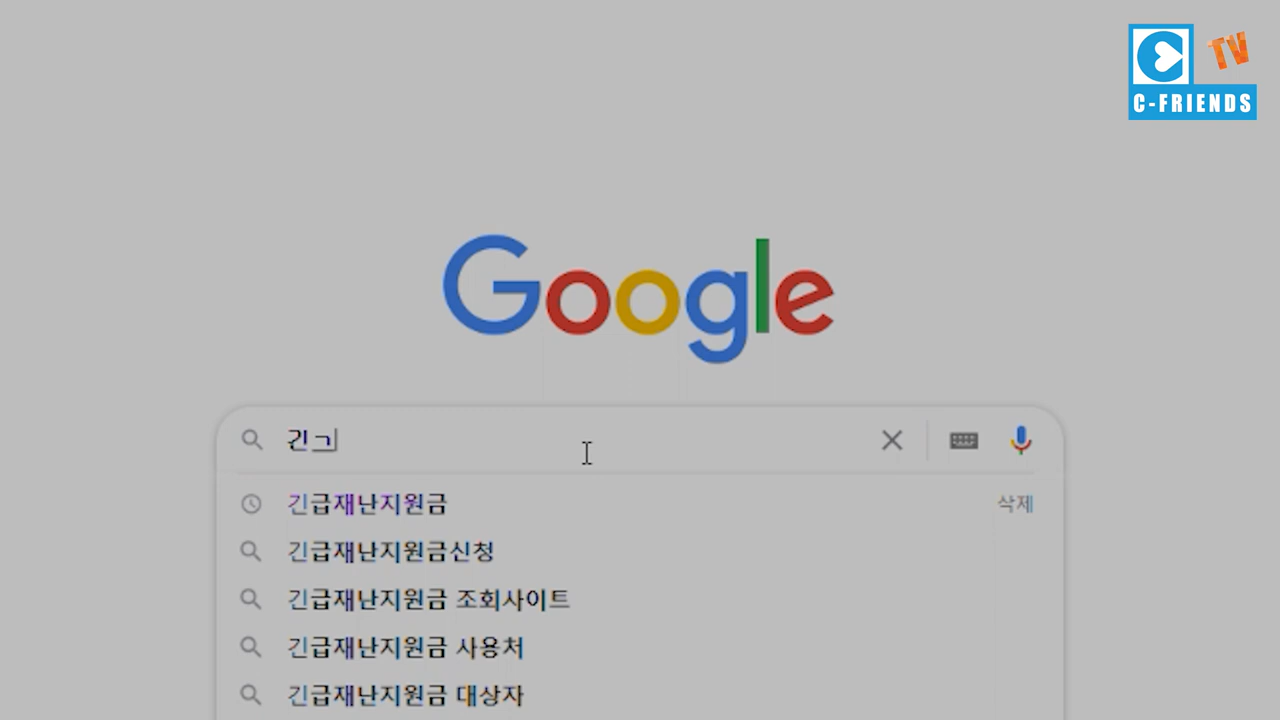 TV
C-FRIENDS
Google
긴ㄱ
긴급재난지원금 삭제
긴급재난지원금신청
긴급재난지원금 조회사이트
긴급재난지원금 사용처
긴급재난지원금 대상자